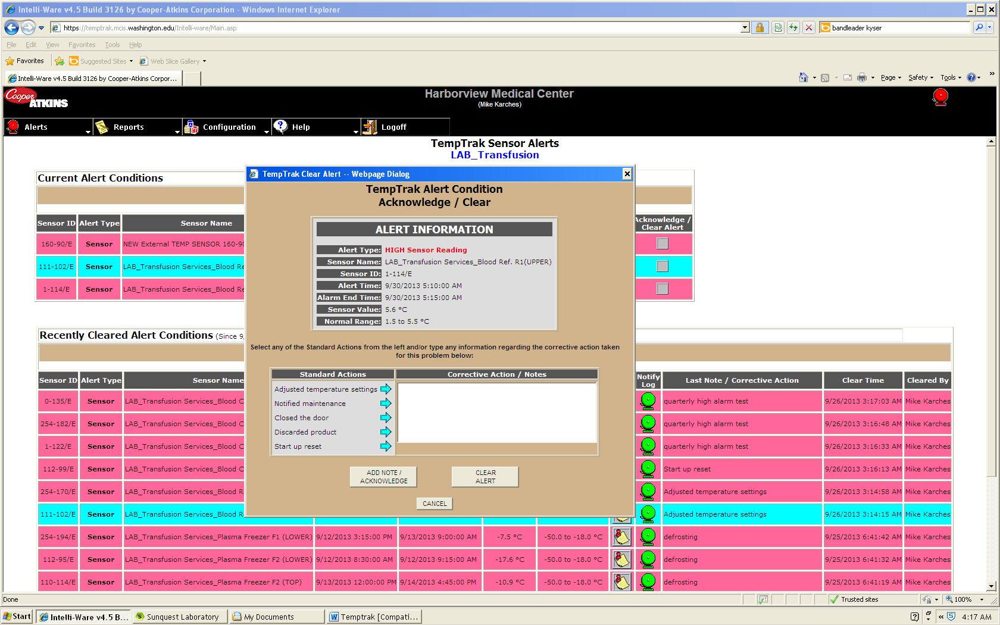 Intelli-Ware v4.5 Build 3126 by Cooper-Atkins Corporation - Windows Internet Explorer
https://temptrak.mcis.washington.edu/Intelli-ware/Main.asp
bandleader kyser
File Edit View Favorites Tools Help
Favorites Suggested Sites Web Slice Gallery
Intelli-Ware v4.5 Build 3126 by Cooper-Atkins Corpor... Page Safety Tools
Cooper ATKINS
Harborview Medical Center
(Mike Karches)
Alerts Reports Configuration Help Logoff
TempTrak Sensor Alerts
LAB_Transfusion
Current Alert Conditions
Sensor ID Alert Type Sensor Name Acknowledge / Clear Alert
160-90/E Sensor NEW External TEMP SENSOR 160-90
111-102/E Sensor LAB_Transfusion Services_Blood Re
1-114/E Sensor LAB_Transfusion Services_Blood Re
TempTrak Clear Alert -- Webpage Dialog
TempTrak Alert Condition
Acknowledge / Clear
ALERT INFORMATION
Alert Type: HIGH Sensor Reading
Sensor Name: LAB_Transfusion Services_Blood Ref. R1(UPPER)
Sensor ID: 1-114/E
Alert Time: 9/30/2013 5:10:00 AM
Alarm End Time: 9/30/2013 5:15:00 AM
Sensor Value: 5.6 °C
Normal Range: 1.5 to 5.5 °C
Select any of the Standard Actions from the left and/or type any information regarding the corrective action taken
for this problem below:
Standard Actions Corrective Action / Notes
Adjusted temperature settings
Notified maintenance
Closed the door
Discarded product
Start up reset
ADD NOTE /
ACKNOWLEDGE
CLEAR
ALERT
CANCEL
Recently Cleared Alert Conditions (Since 9
Sensor ID Alert Type Sensor Name Notify Log Last Note / Corrective Action Clear Time Cleared By
0-135/E Sensor LAB_Transfusion Services_Blood C quarterly high alarm test 9/26/2013 3:17:03 AM Mike Karches
254-182/E Sensor LAB_Transfusion Services_Blood C quarterly high alarm test 9/26/2013 3:16:48 AM Mike Karches
1-122/E Sensor LAB_Transfusion Services_Blood C quarterly high alarm test 9/26/2013 3:16:33 AM Mike Karches
112-99/E Sensor LAB_Transfusion Services_Blood C Start up reset 9/26/2013 3:16:13 AM Mike Karches
254-170/E Sensor LAB_Transfusion Services_Blood R Adjusted temperature settings 9/26/2013 3:14:58 AM Mike Karches
111-102/E Sensor LAB_Transfusion Services_Blood R Adjusted temperature settings 9/26/2013 3:14:15 AM Mike Karches
254-194/E Sensor LAB_Transfusion Services_Plasma Freezer F1 (LOWER) 9/12/2013 3:15:00 PM 9/13/2013 9:00:00 AM -7.5 °C -50.0 to -18.0 °C defrosting 9/25/2013 6:41:42 AM Mike Karches
112-95/E Sensor LAB_Transfusion Services_Plasma Freezer F2 (LOWER) 9/12/2013 8:30:00 AM 9/12/2013 9:15:00 AM -17.6 °C -50.0 to -18.0 °C defrosting 9/25/2013 6:41:32 AM Mike Karches
110-114/E Sensor LAB_Transfusion Services_Plasma Freezer F2 (TOP) 9/13/2013 12:00:00 PM 9/14/2013 4:45:00 PM -10.9 °C -50.0 to -18.0 °C defrosting 9/25/2013 6:41:19 AM Mike Karches
Done Trusted sites 100%
Start Intelli-Ware v4.5 B... Sunquest Laboratory My Documents Temptrak [Compati... 4:17 AM